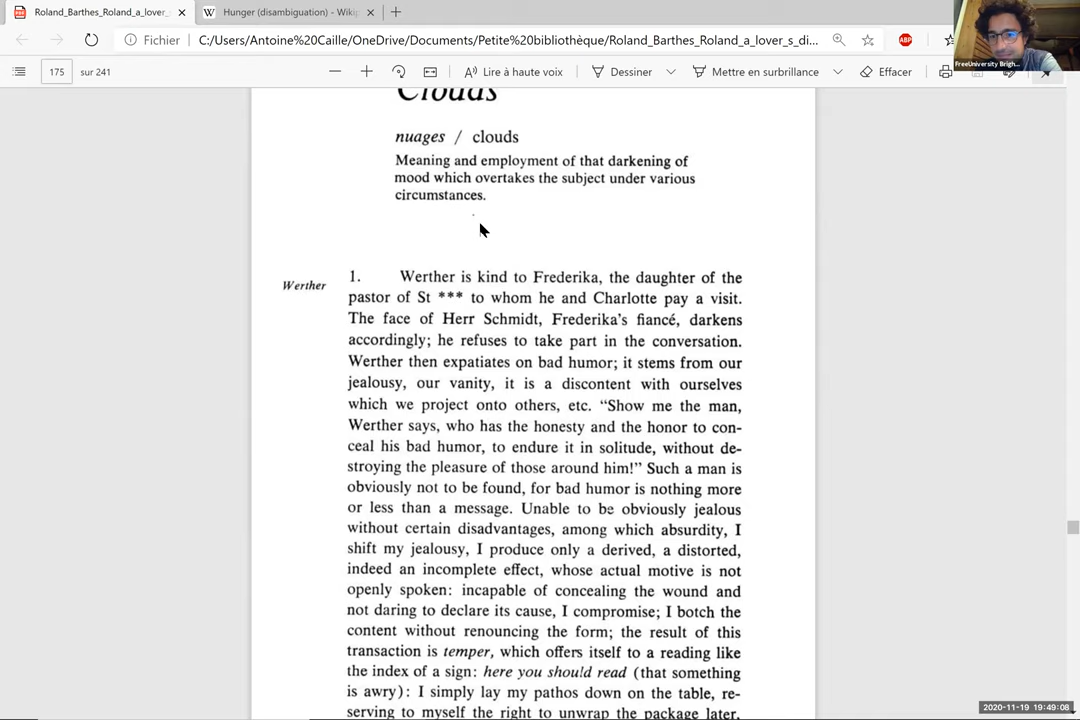 Roland_Barthes_Roland_a_lover_s
Hunger (disambiguation) - Wiki
Fichier
C:/Users/Antoine%20Caille/OneDrive/Documents/Petite%20bibliothèque/Roland_Barthes_Roland_a_lover_s_di...
ABP
175 sur 241
Lire à haute voix
Dessiner
Mettre en surbrillance
Effacer
FreeUniversity Brigh...
Clouds
nuages / clouds
Meaning and employment of that darkening of
mood which overtakes the subject under various
circumstances.
Werther
1. Werther is kind to Frederika, the daughter of the
pastor of St *** to whom he and Charlotte pay a visit.
The face of Herr Schmidt, Frederika's fiancé, darkens
accordingly; he refuses to take part in the conversation.
Werther then expatiates on bad humor; it stems from our
jealousy, our vanity, it is a discontent with ourselves
which we project onto others, etc. “Show me the man,
Werther says, who has the honesty and the honor to con-
ceal his bad humor, to endure it in solitude, without de-
stroying the pleasure of those around him!” Such a man is
obviously not to be found, for bad humor is nothing more
or less than a message. Unable to be obviously jealous
without certain disadvantages, among which absurdity, I
shift my jealousy, I produce only a derived, a distorted,
indeed an incomplete effect, whose actual motive is not
openly spoken: incapable of concealing the wound and
not daring to declare its cause, I compromise; I botch the
content without renouncing the form; the result of this
transaction is temper, which offers itself to a reading like
the index of a sign: here you should read (that something
is awry): I simply lay my pathos down on the table, re-
serving to myself the right to unwrap the package later,
2020-11-19 19:49:08